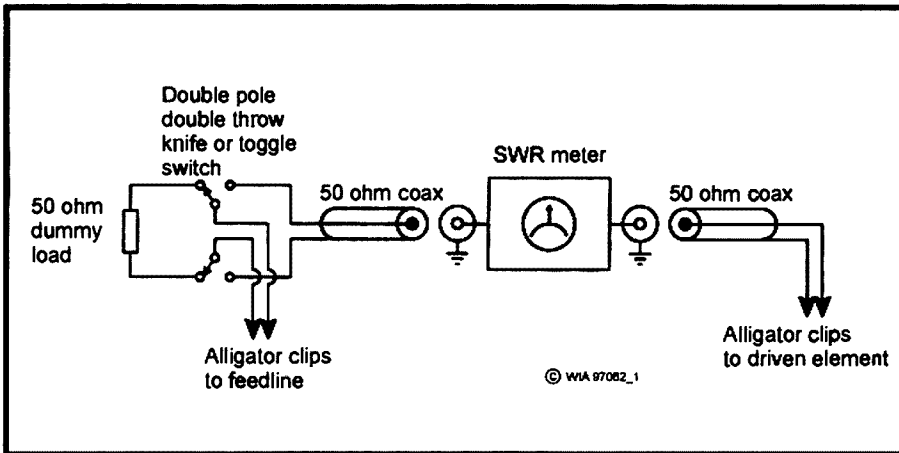 Double pole
double throw
knife or toggle
switch
SWR meter
50 ohm
dummy
load
50 ohm coax
50 ohm coax
Alligator clips
to feedline
Alligator clips
to driven element
© WIA 97062_1